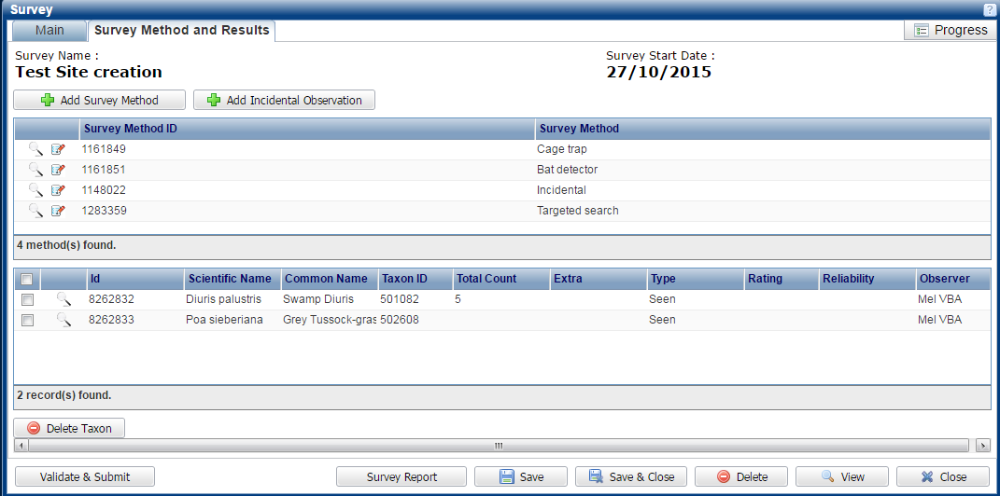 Survey ?
Main Survey Method and Results Progress
Survey Name : Survey Start Date :
Test Site creation 27/10/2015
Add Survey Method Add Incidental Observation
Survey Method ID Survey Method
1161849 Cage trap
1161851 Bat detector
1148022 Incidental
1283359 Targeted search
4 method(s) found.
Id Scientific Name Common Name Taxon ID Total Count Extra Type Rating Reliability Observer
8262832 Diuris palustris Swamp Diuris 501082 5 Seen Mel VBA
8262833 Poa sieberiana Grey Tussock-gras 502608 Seen Mel VBA
2 record(s) found.
Delete Taxon
Validate & Submit Survey Report Save Save & Close Delete View Close